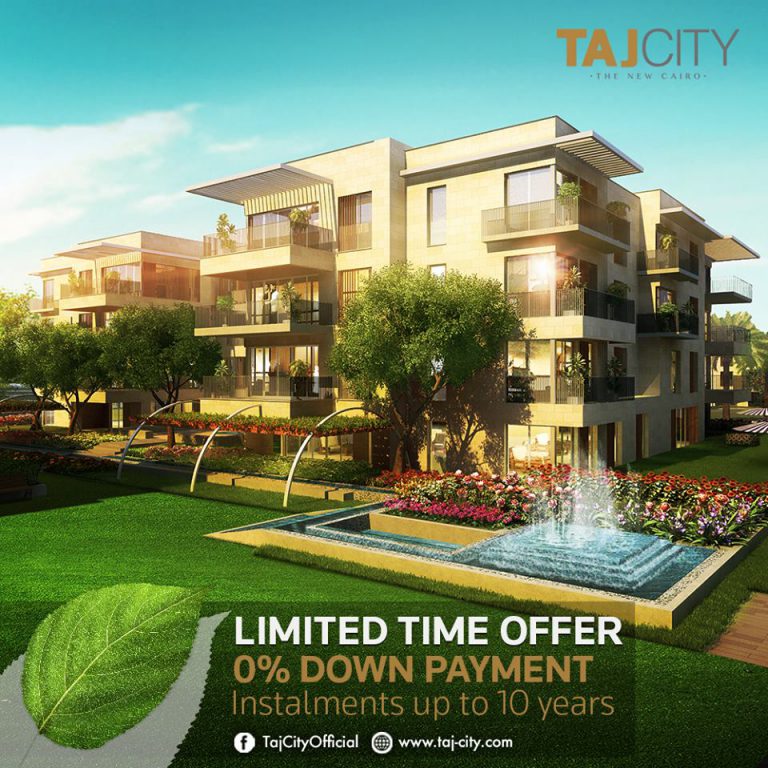 TAJCITY
• THE NEW CAIRO •
LIMITED TIME OFFER
0% DOWN PAYMENT
Instalments up to 10 years
f TajCityOfficial www.taj-city.com